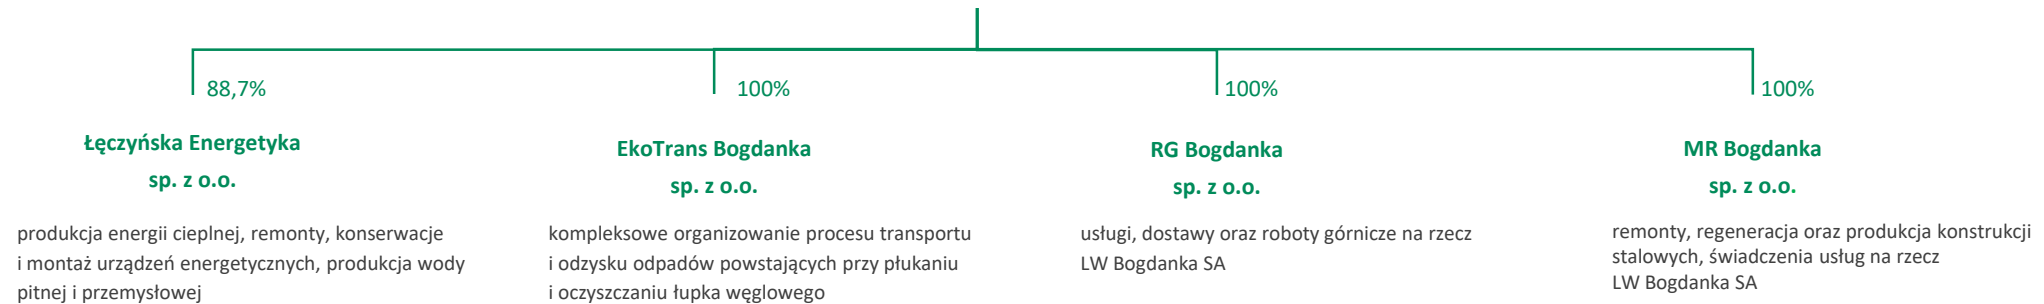 88,7%
Łęczyńska Energetyka
sp. z o.o.
produkcja energii cieplnej, remonty, konserwacje
i montaż urządzeń energetycznych, produkcja wody
pitnej i przemysłowej
100%
EkoTrans Bogdanka
sp. z o.o.
kompleksowe organizowanie procesu transportu
i odzysku odpadów powstających przy płukaniu
i oczyszczaniu łupka węglowego
100%
RG Bogdanka
sp. z o.o.
usługi, dostawy oraz roboty górnicze na rzecz
LW Bogdanka SA
100%
MR Bogdanka
sp. z o.o.
remonty, regeneracja oraz produkcja konstrukcji
stalowych, świadczenia usług na rzecz
LW Bogdanka SA